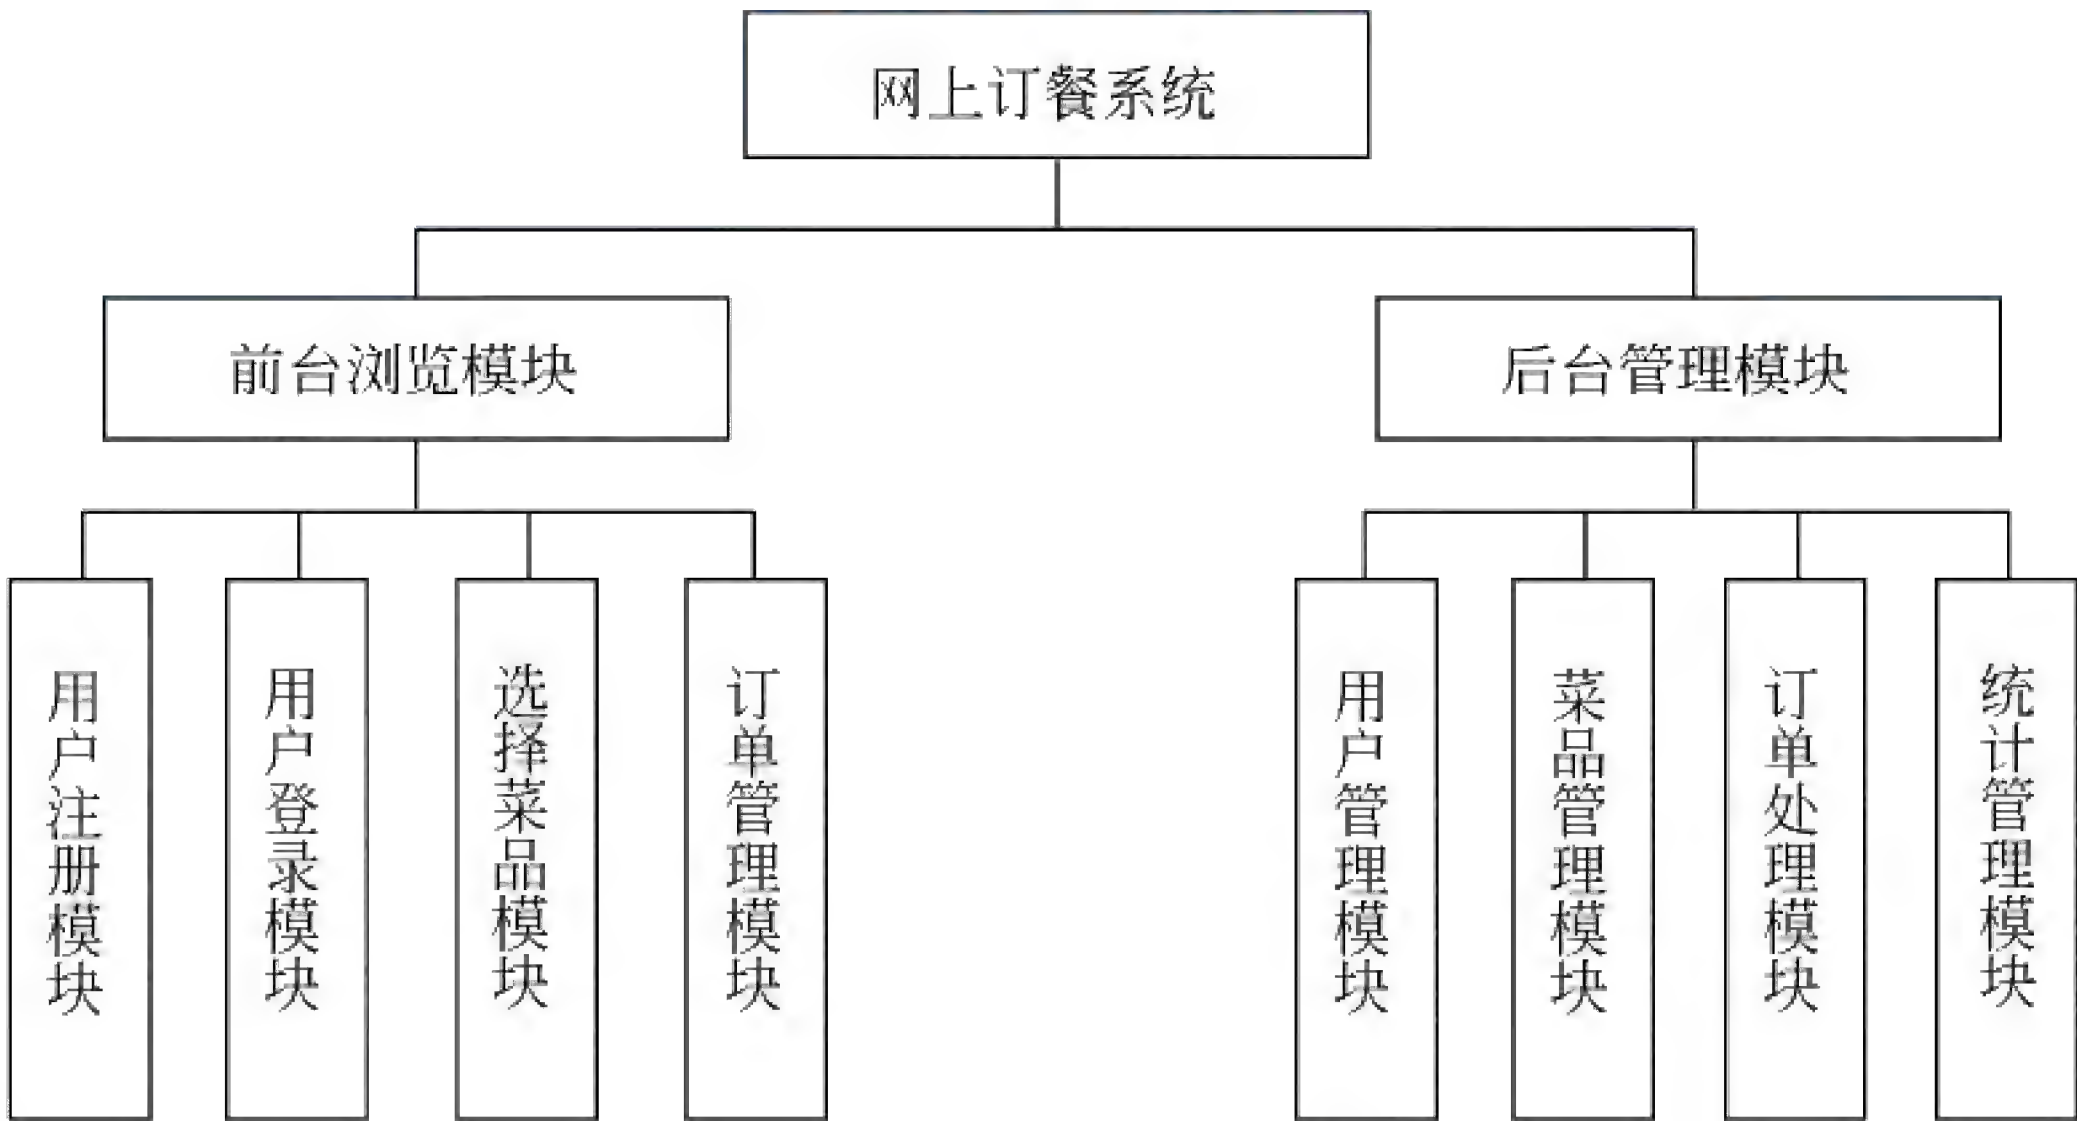 网上订餐系统
前台浏览模块
后台管理模块
用户注册模块
用户登录模块
选择菜品模块
订单管理模块
用户管理模块
菜品管理模块
订单处理模块
统计管理模块